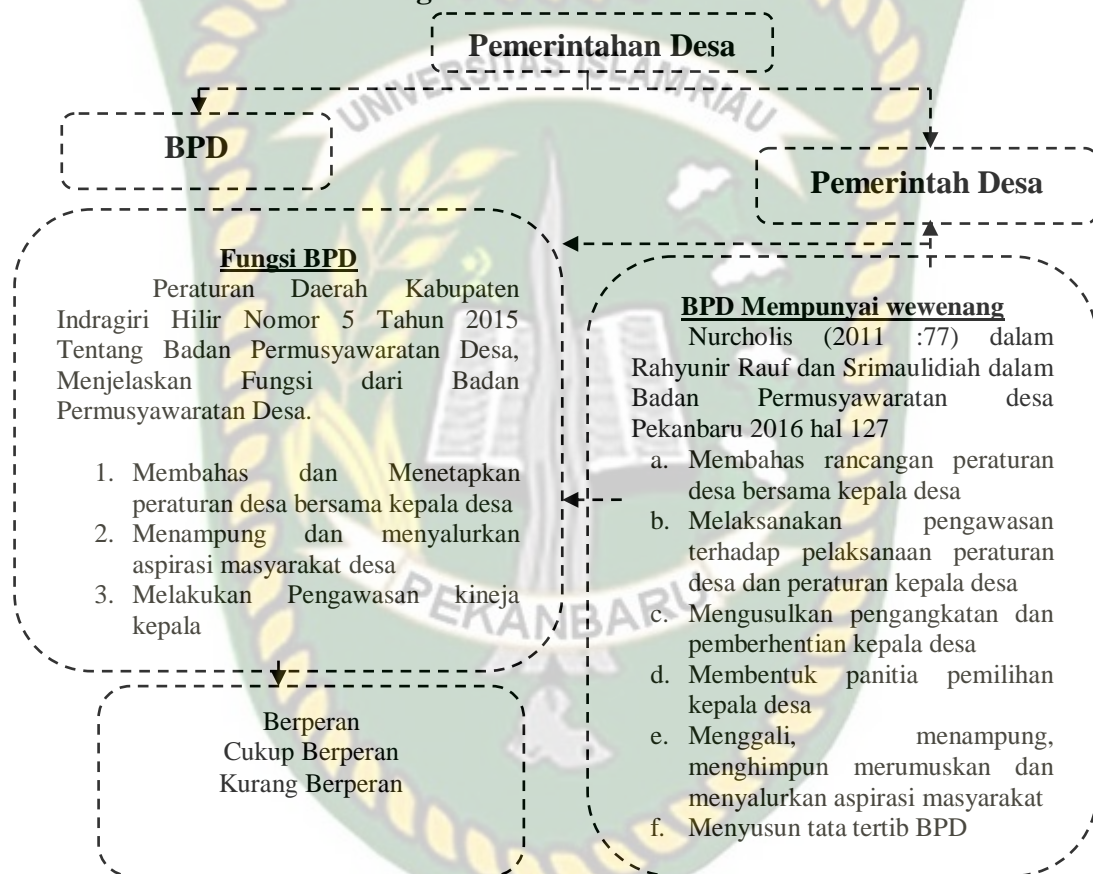 Pemerintahan Desa
UNIVERSITAS ISLAM RIAU
BPD
Pemerintah Desa
Fungsi BPD
Peraturan Daerah Kabupaten
Indragiri Hilir Nomor 5 Tahun 2015
Tentang Badan Permusyawaratan Desa,
Menjelaskan Fungsi dari Badan
Permusyawaratan Desa.
1. Membahas dan Menetapkan
peraturan desa bersama kepala desa
2. Menampung dan menyalurkan
aspirasi masyarakat desa
3. Melakukan Pengawasan kineja
kepala
BPD Mempunyai wewenang
Nurcholis (2011 :77) dalam
Rahyunir Rauf dan Srimaulidiah dalam
Badan Permusyawaratan desa
Pekanbaru 2016 hal 127
a. Membahas rancangan peraturan
desa bersama kepala desa
b. Melaksanakan pengawasan
terhadap pelaksanaan peraturan
desa dan peraturan kepala desa
c. Mengusulkan pengangkatan dan
pemberhentian kepala desa
d. Membentuk panitia pemilihan
kepala desa
e. Menggali, menampung,
menghimpun merumuskan dan
menyalurkan aspirasi masyarakat
f. Menyusun tata tertib BPD
PEKANBARU
Berperan
Cukup Berperan
Kurang Berperan